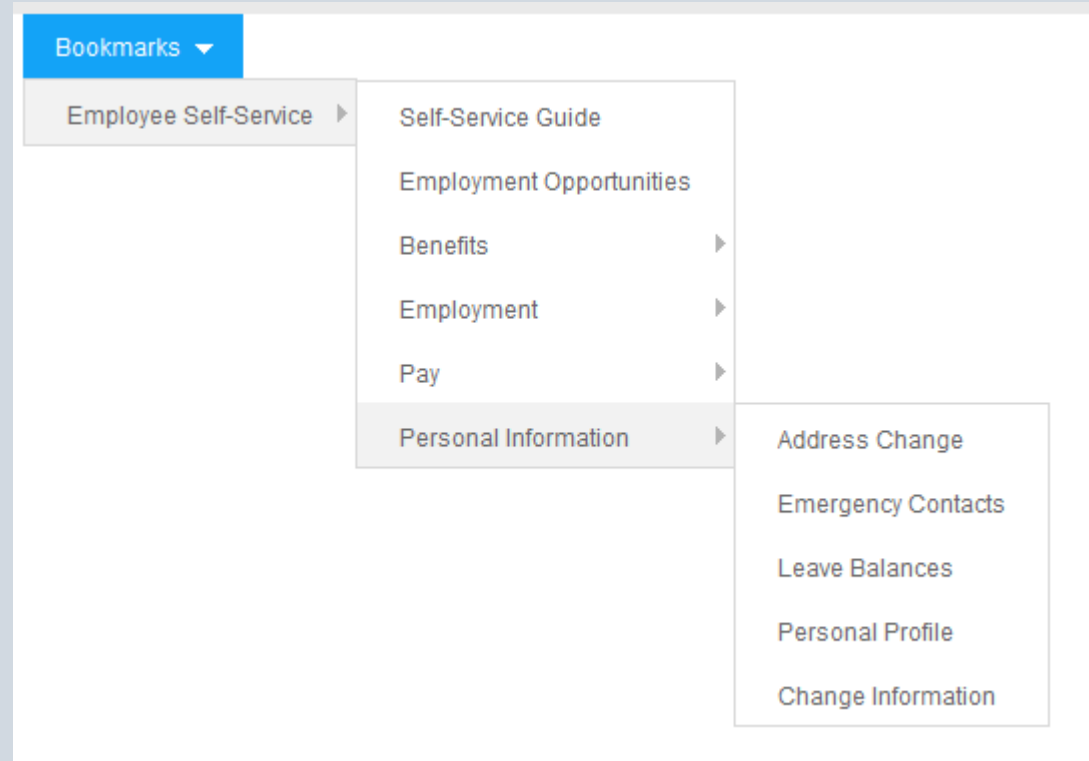 Bookmarks
Employee Self-Service
Self-Service Guide
Employment Opportunities
Benefits
Employment
Pay
Personal Information
Address Change
Emergency Contacts
Leave Balances
Personal Profile
Change Information